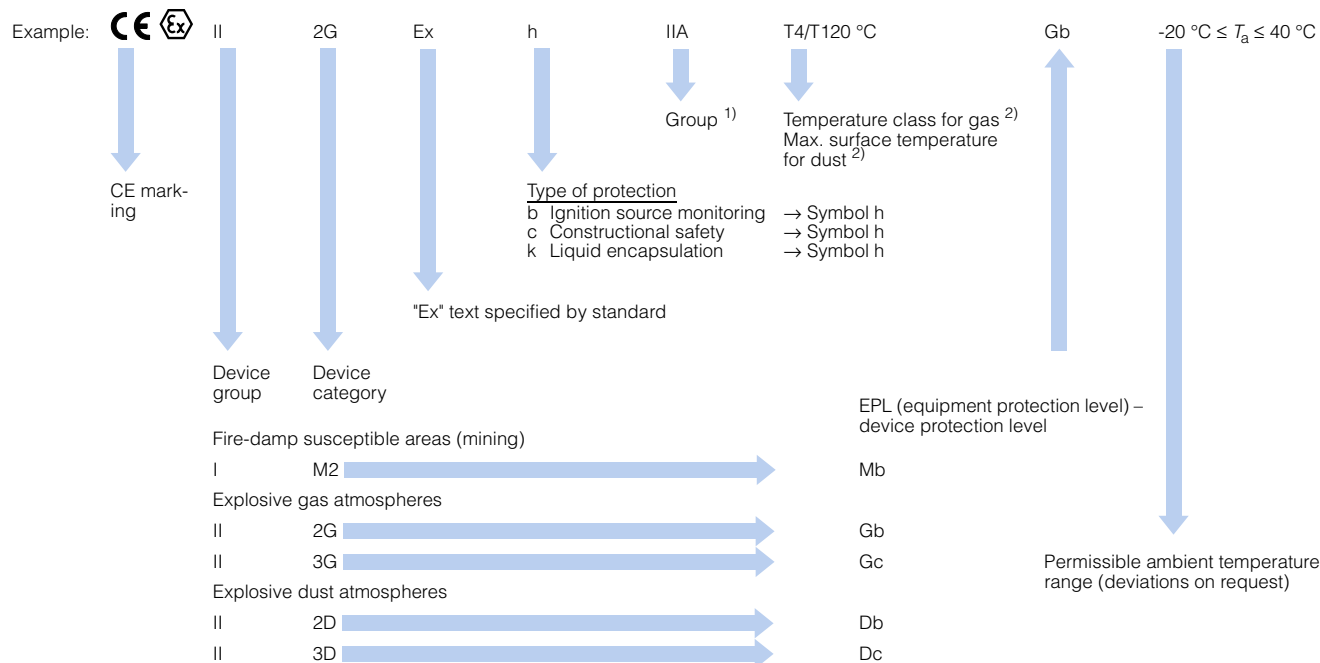 Example: CE Ex II 2G Ex h IIA T4/T120 °C Gb -20 °C ≤ Ta ≤ 40 °C
Group 1)
Temperature class for gas 2)
Max. surface temperature
for dust 2)
CE mark-
ing
Type of protection
b Ignition source monitoring → Symbol h
c Constructional safety → Symbol h
k Liquid encapsulation → Symbol h
"Ex" text specified by standard
Device
group
Device
category
EPL (equipment protection level) –
device protection level
Fire-damp susceptible areas (mining)
I M2 Mb
Explosive gas atmospheres
II 2G Gb
II 3G Gc
Permissible ambient temperature
range (deviations on request)
Explosive dust atmospheres
II 2D Db
II 3D Dc